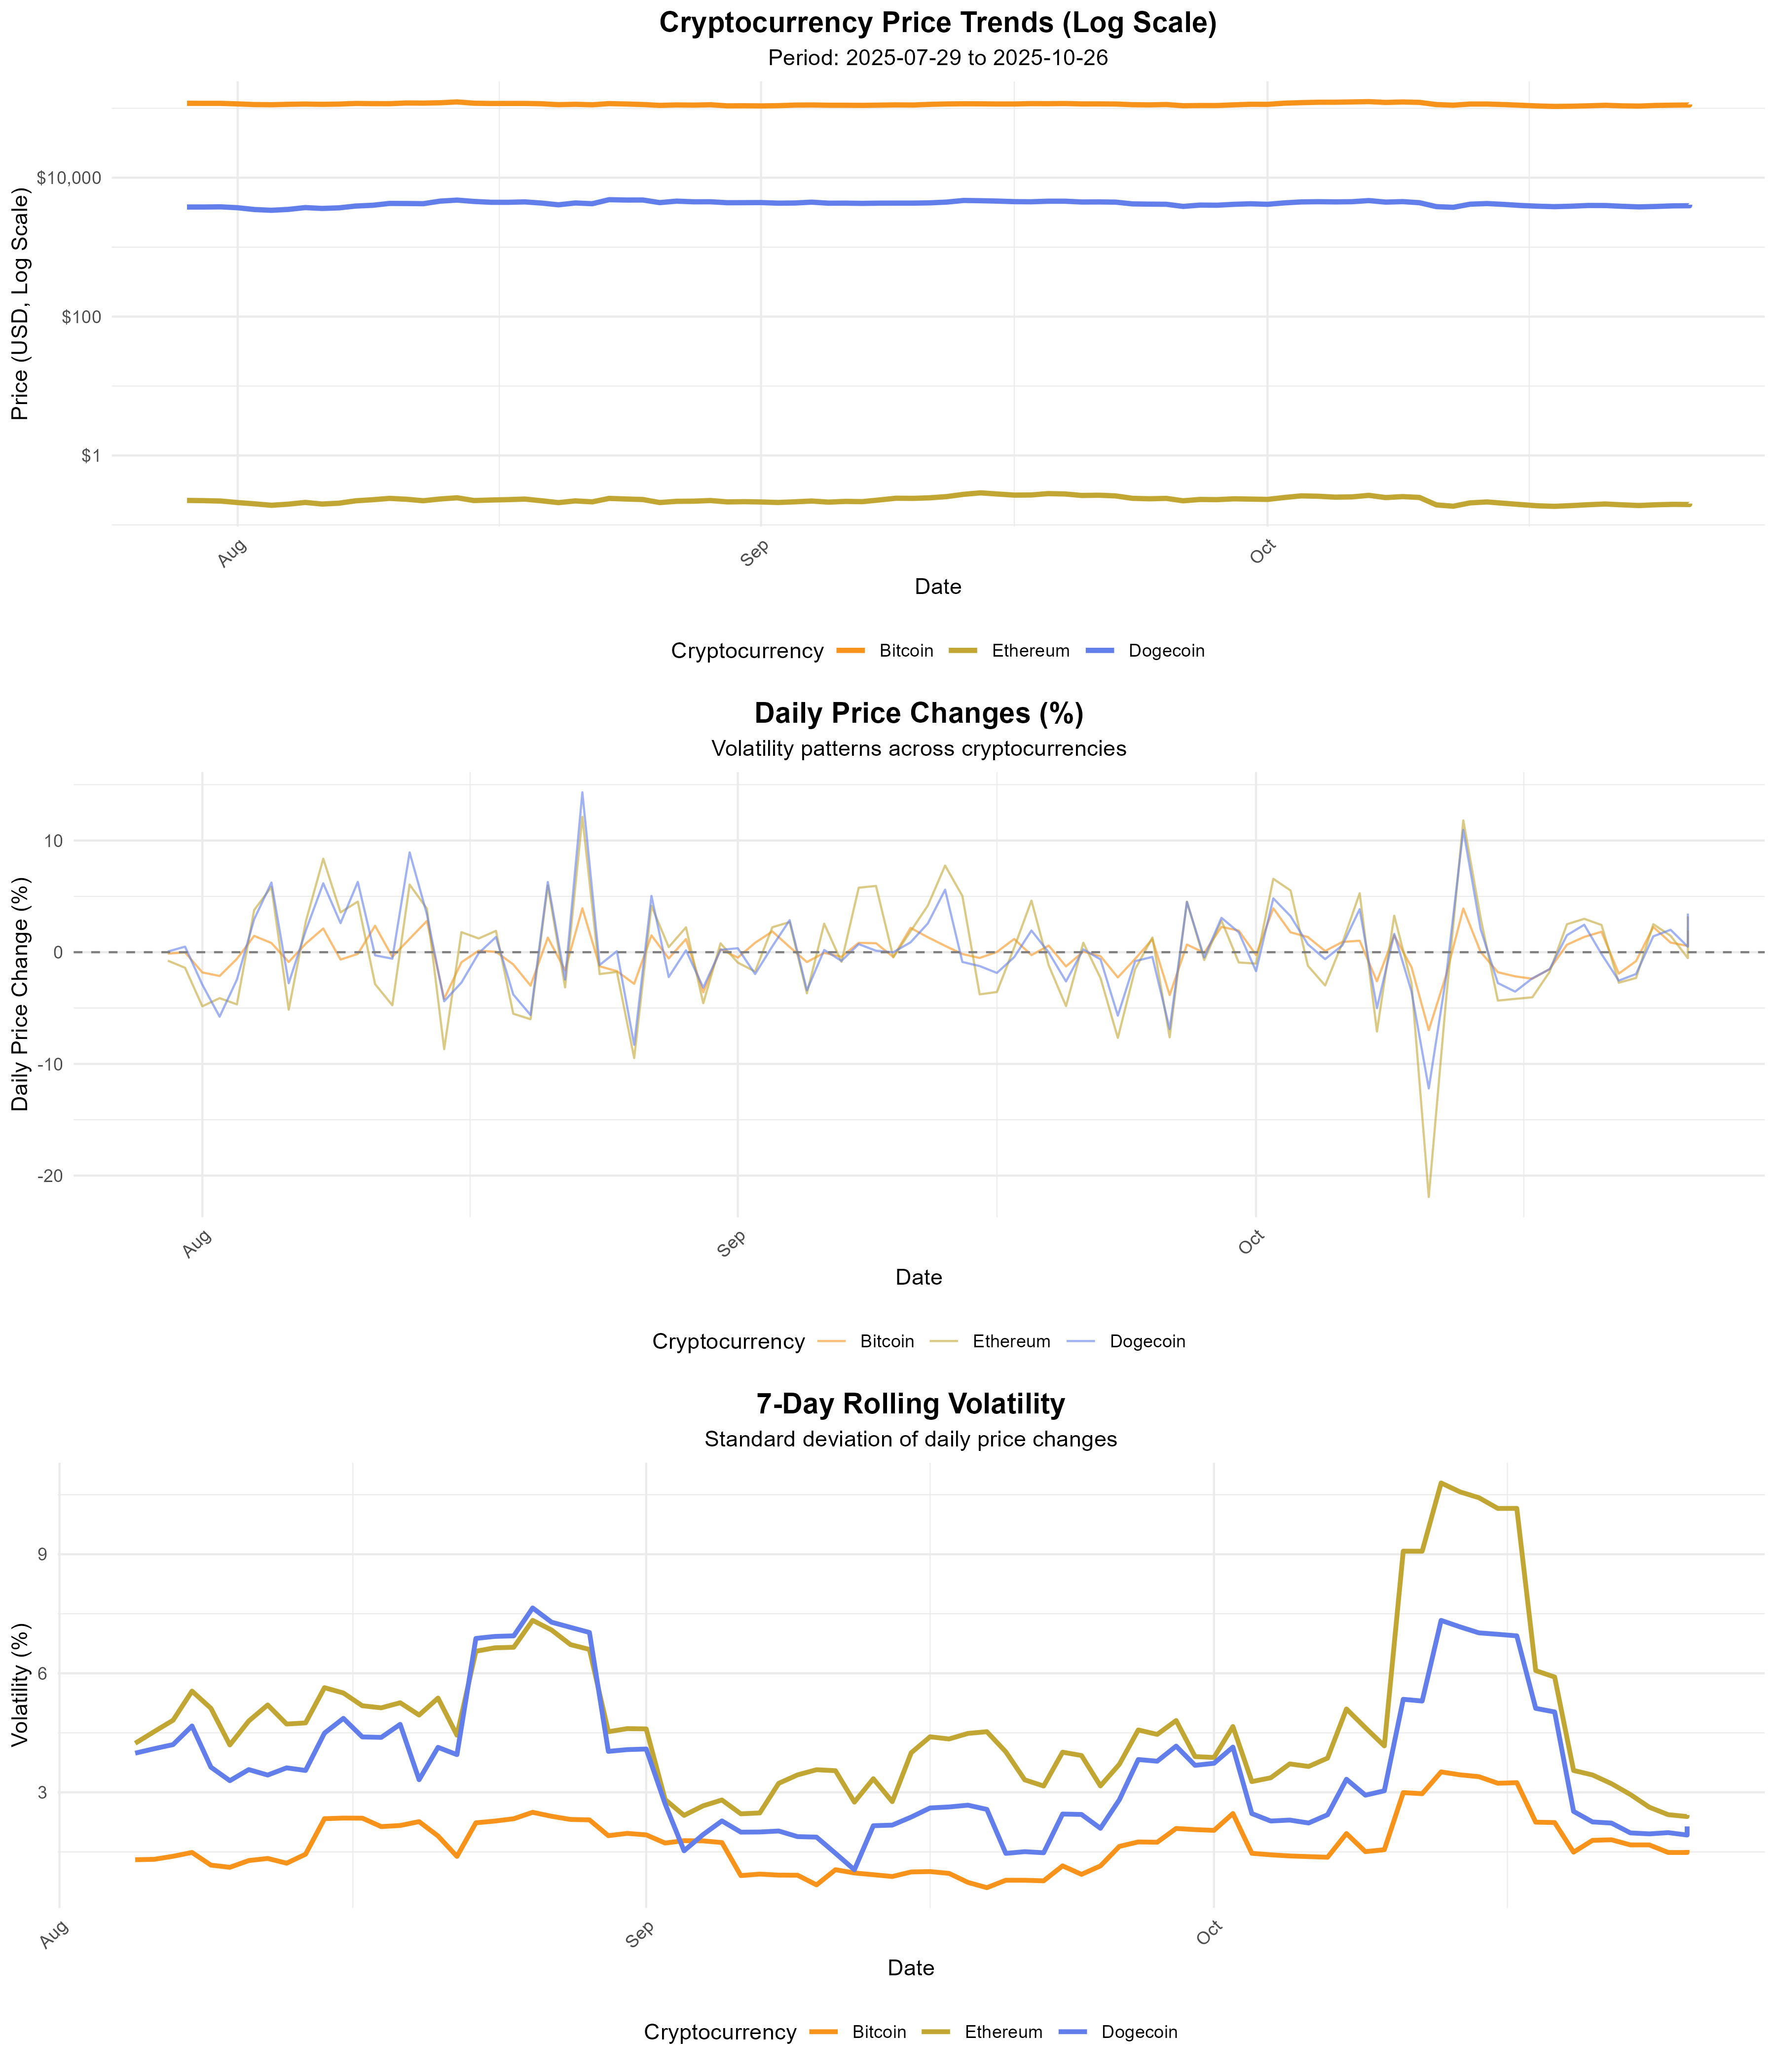 Cryptocurrency Price Trends (Log Scale)
Period: 2025-07-29 to 2025-10-26
Price (USD, Log Scale)
$10,000
$100
$1
Aug
Sep
Oct
Date
Cryptocurrency Bitcoin Ethereum Dogecoin
Daily Price Changes (%)
Volatility patterns across cryptocurrencies
Daily Price Change (%)
10
0
-10
-20
Aug
Sep
Oct
Date
Cryptocurrency Bitcoin Ethereum Dogecoin
7-Day Rolling Volatility
Standard deviation of daily price changes
Volatility (%)
9
6
3
Aug
Sep
Oct
Date
Cryptocurrency Bitcoin Ethereum Dogecoin